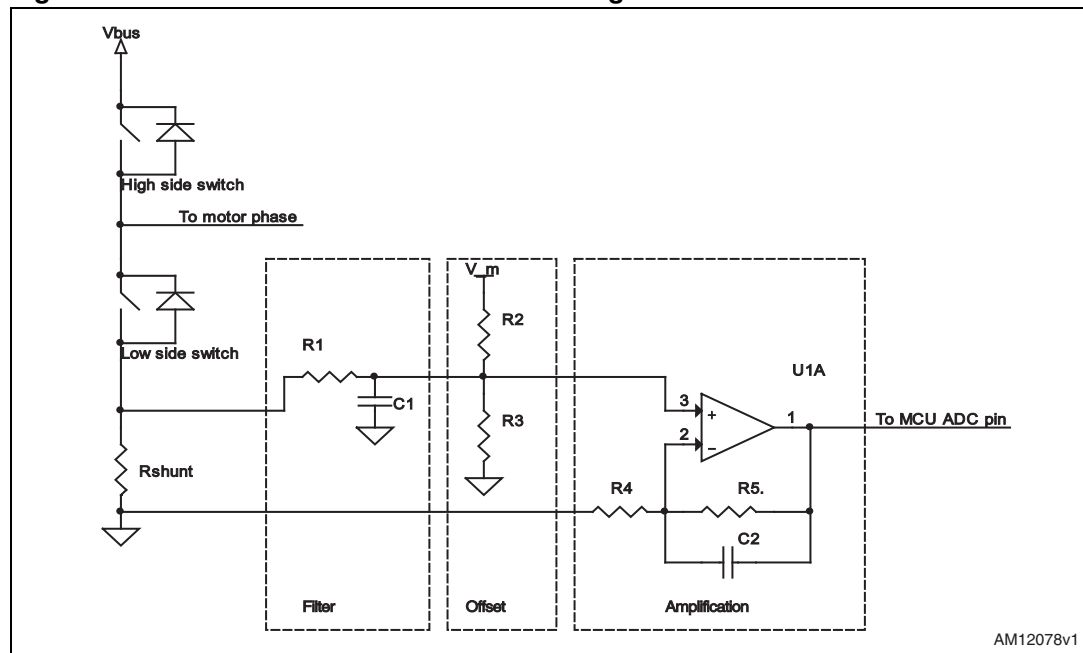 Vbus
High side switch
To motor phase
V_m
R2
Low side switch
R1
U1A
C1
3
+
1
To MCU ADC pin
R3
2
-
Rshunt
R4
R5.
C2
Filter
Offset
Amplification
AM12078v1